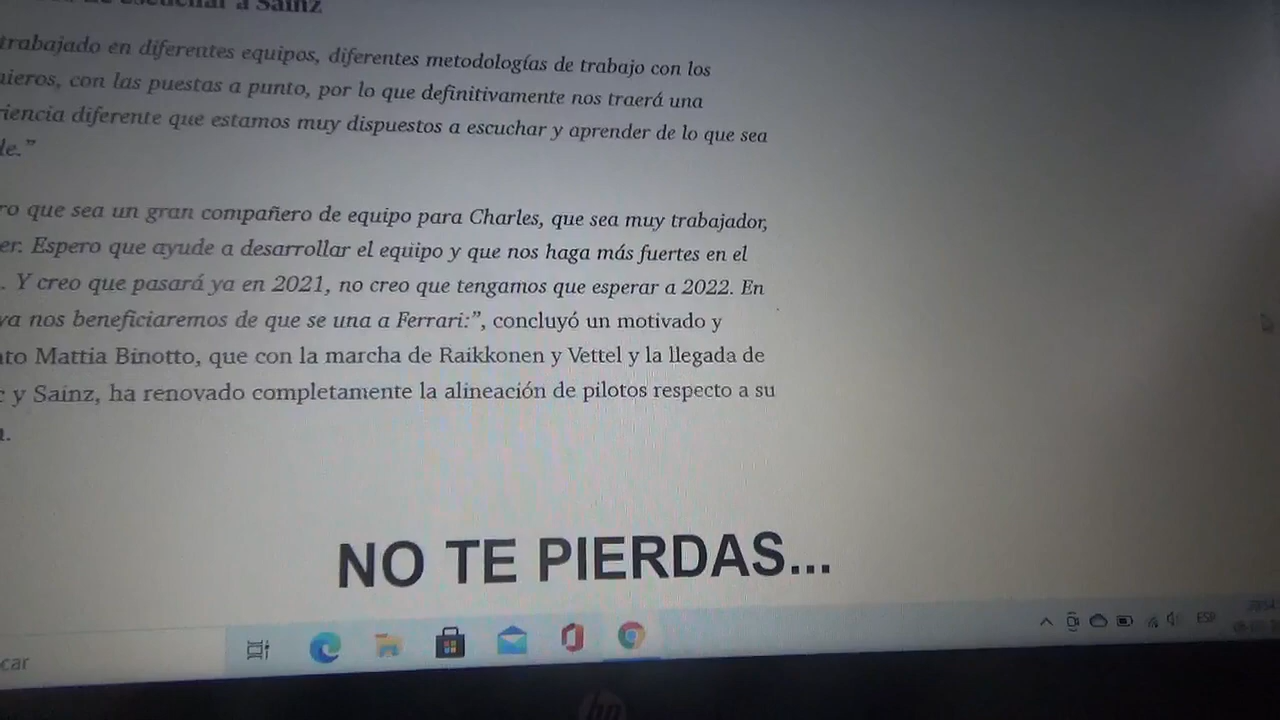 a Sainz
trabajado en diferentes equipos, diferentes metodologías de trabajo con los
nieros, con las puestas a punto, por lo que definitivamente nos traerá una
riencia diferente que estamos muy dispuestos a escuchar y aprender de lo que sea
le.”
ro que sea un gran compañero de equipo para Charles, que sea muy trabajador,
er. Espero que ayude a desarrollar el equipo y que nos haga más fuertes en el
. Y creo que pasará ya en 2021, no creo que tengamos que esperar a 2022. En
va nos beneficiaremos de que se una a Ferrari:”, concluyó un motivado y
nto Mattia Binotto, que con la marcha de Raikkonen y Vettel y la llegada de
c y Sainz, ha renovado completamente la alineación de pilotos respecto a su
a.
NO TE PIERDAS...
car
ESP
hp